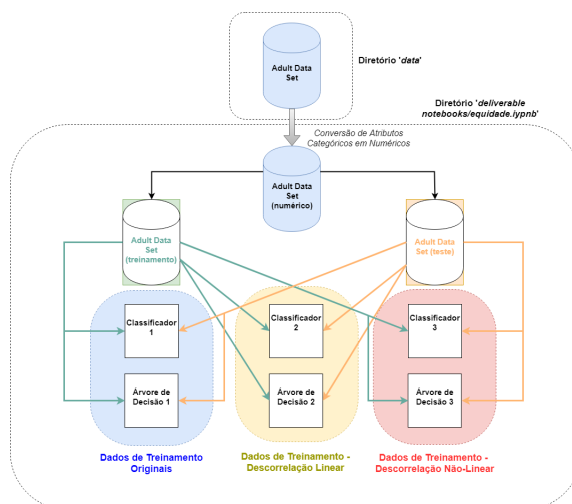 Adult Data
Set
Diretório 'data'
Diretório 'deliverable
notebooks/equidade.iypnb'
Conversão de Atributos
Categóricos em Numéricos
Adult Data
Set
(numérico)
Adult Data
Set
(treinamento)
Adult Data
Set (teste)
Classificador
1
Classificador
2
Classificador
3
Árvore de
Decisão 1
Árvore de
Decisão 2
Árvore de
Decisão 3
Dados de Treinamento
Originais
Dados de Treinamento -
Descorrelação Linear
Dados de Treinamento -
Descorrelação Não-Linear